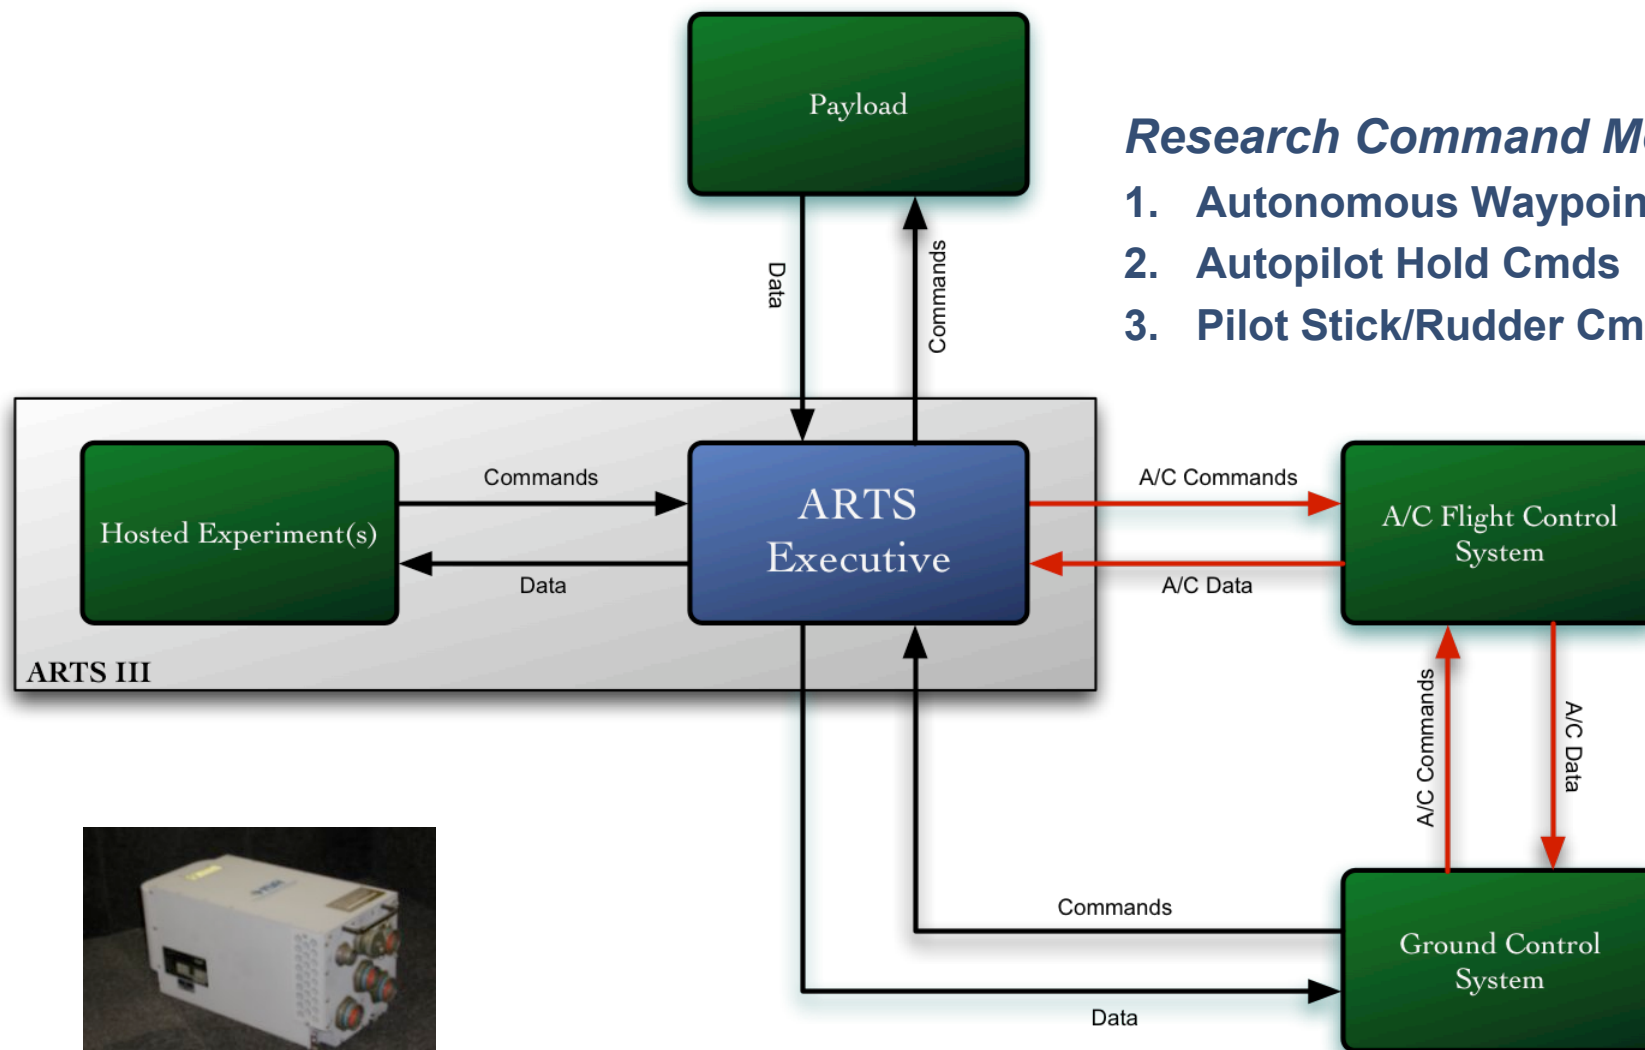 Payload
Research Command M
1. Autonomous Waypoin
2. Autopilot Hold Cmds
3. Pilot Stick/Rudder Cm
Data
Commands
Hosted Experiment(s)
Commands
Data
ARTS
Executive
A/C Commands
A/C Data
A/C Flight Control
System
ARTS III
A/C Commands
A/C Data
Commands
Data
Ground Control
System